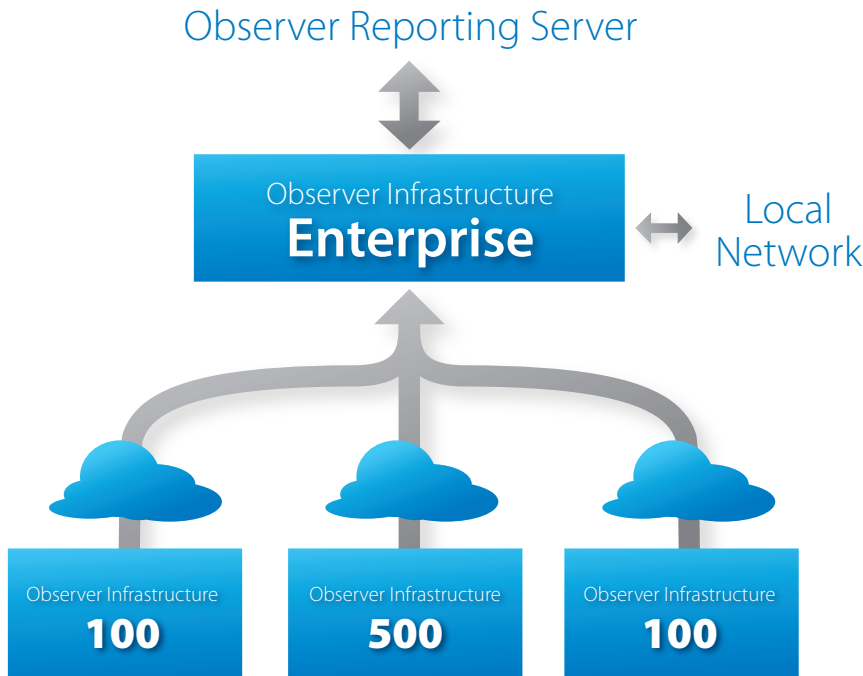 Observer Reporting Server
Observer Infrastructure
Enterprise
Local
Network
Observer Infrastructure
100
Observer Infrastructure
500
Observer Infrastructure
100